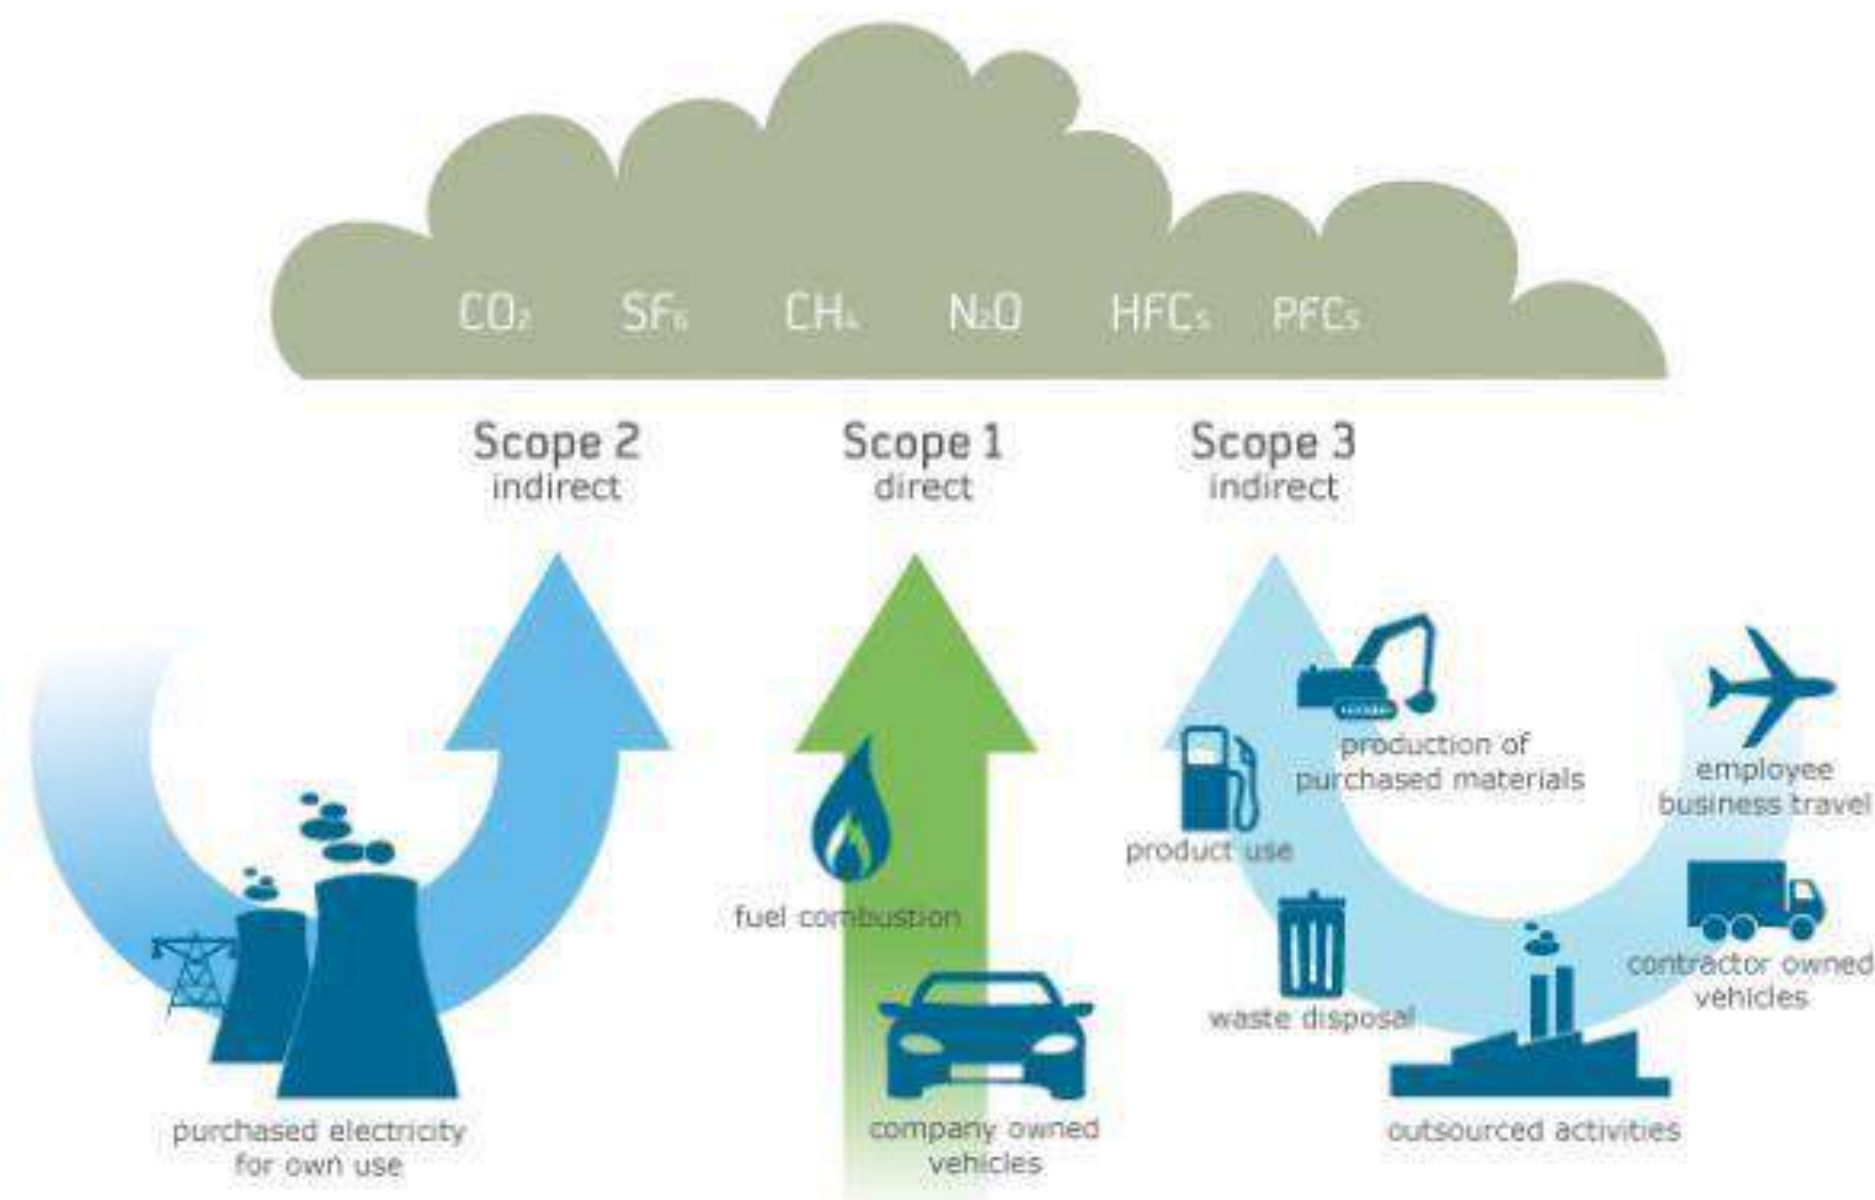 CO₂ SF₆ CH₄ N₂O HFCs PFCs
Scope 2
indirect
Scope 1
direct
Scope 3
indirect
purchased electricity
for own use
fuel combustion
company owned
vehicles
production of
purchased materials
product use
waste disposal
employee
business travel
contractor owned
vehicles
outsourced activities